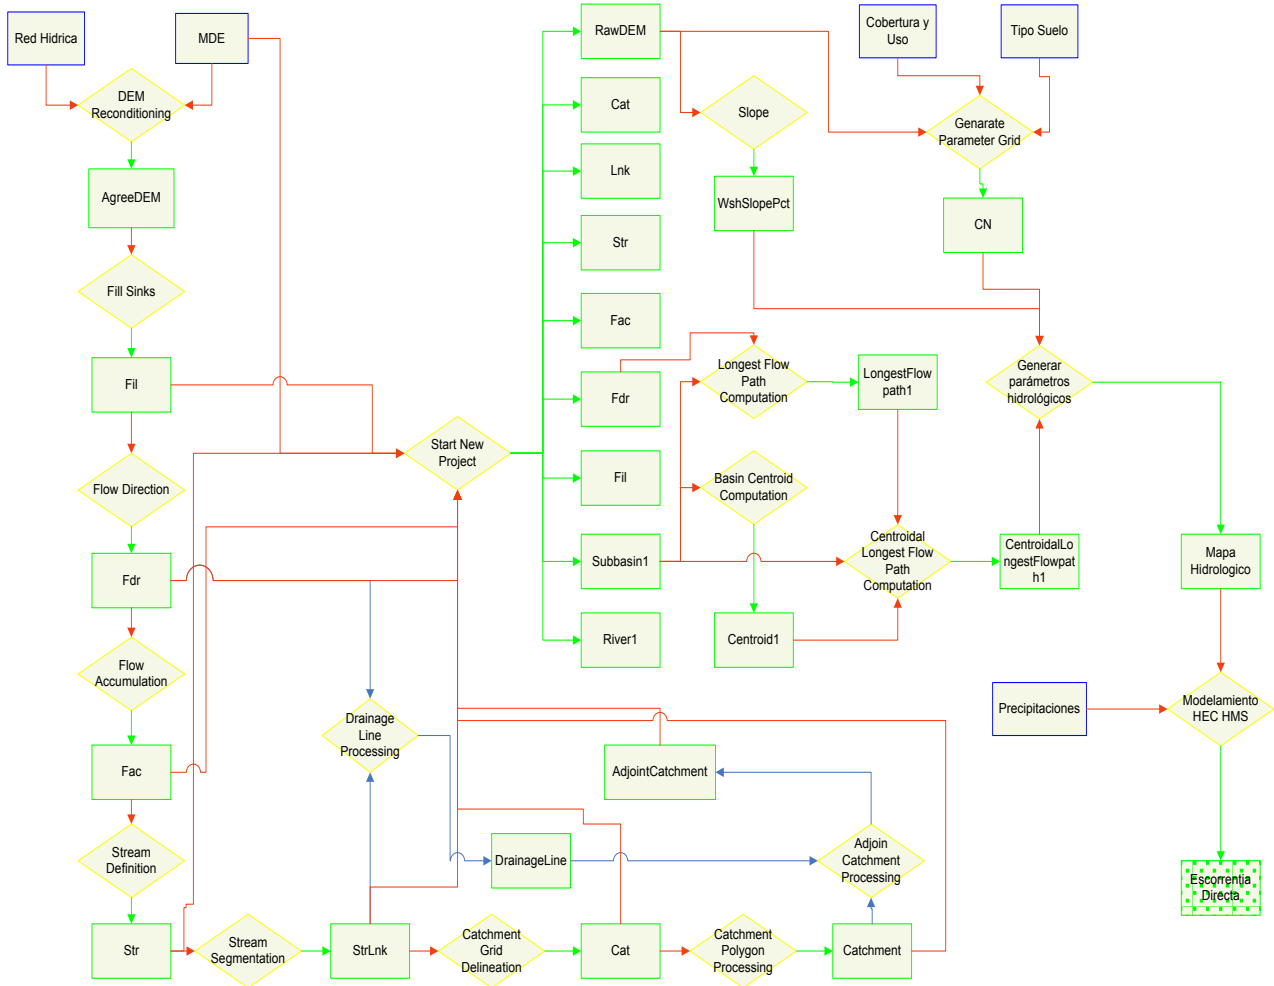 Red Hidrica
MDE
RawDEM
Cobertura y
Uso
Tipo Suelo
DEM
Reconditioning
Cat
Slope
Genarate
Parameter Grid
AgreeDEM
Lnk
WshSlopePct
CN
Str
Fill Sinks
Fac
Fil
Fdr
Longest Flow
Path
Computation
LongestFlow
path1
Generar
parámetros
hidrológicos
Start New
Project
Flow Direction
Fil
Basin Centroid
Computation
Fdr
Subbasin1
Centroidal
Longest Flow
Path
Computation
CentroidalLo
ngestFlowpat
h1
Mapa
Hidrologico
River1
Centroid1
Flow
Accumulation
Precipitaciones
Modelamiento
HEC HMS
Drainage
Line
Processing
Fac
AdjointCatchment
Stream
Definition
DrainageLine
Adjoin
Catchment
Processing
Escorrentia
Directa
Str
Stream
Segmentation
StrLnk
Catchment
Grid
Delineation
Cat
Catchment
Polygon
Processing
Catchment